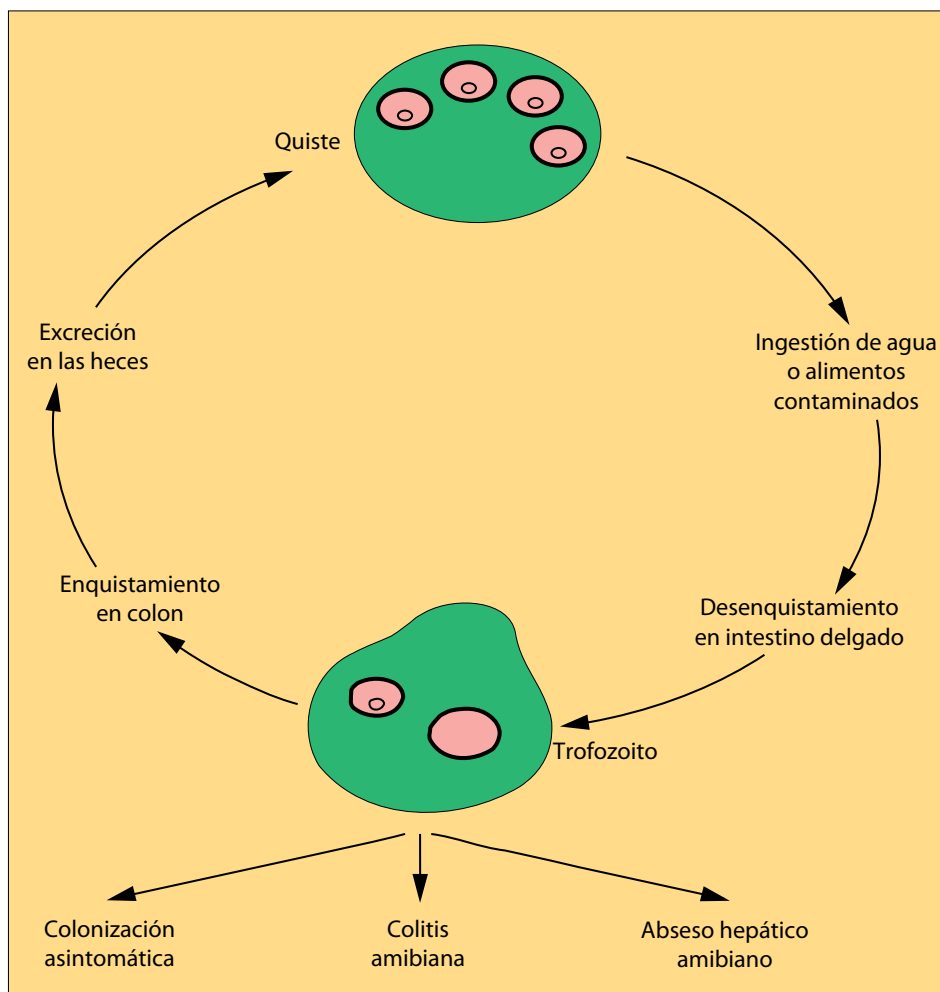 Quiste
Ingestión de agua
o alimentos
contaminados
Desenquistamiento
en intestino delgado
Trofozoito
Enquistamiento
en colon
Excreción
en las heces
Colonización
asintomática
Colitis
amibiana
Abseso hepático
amibiano